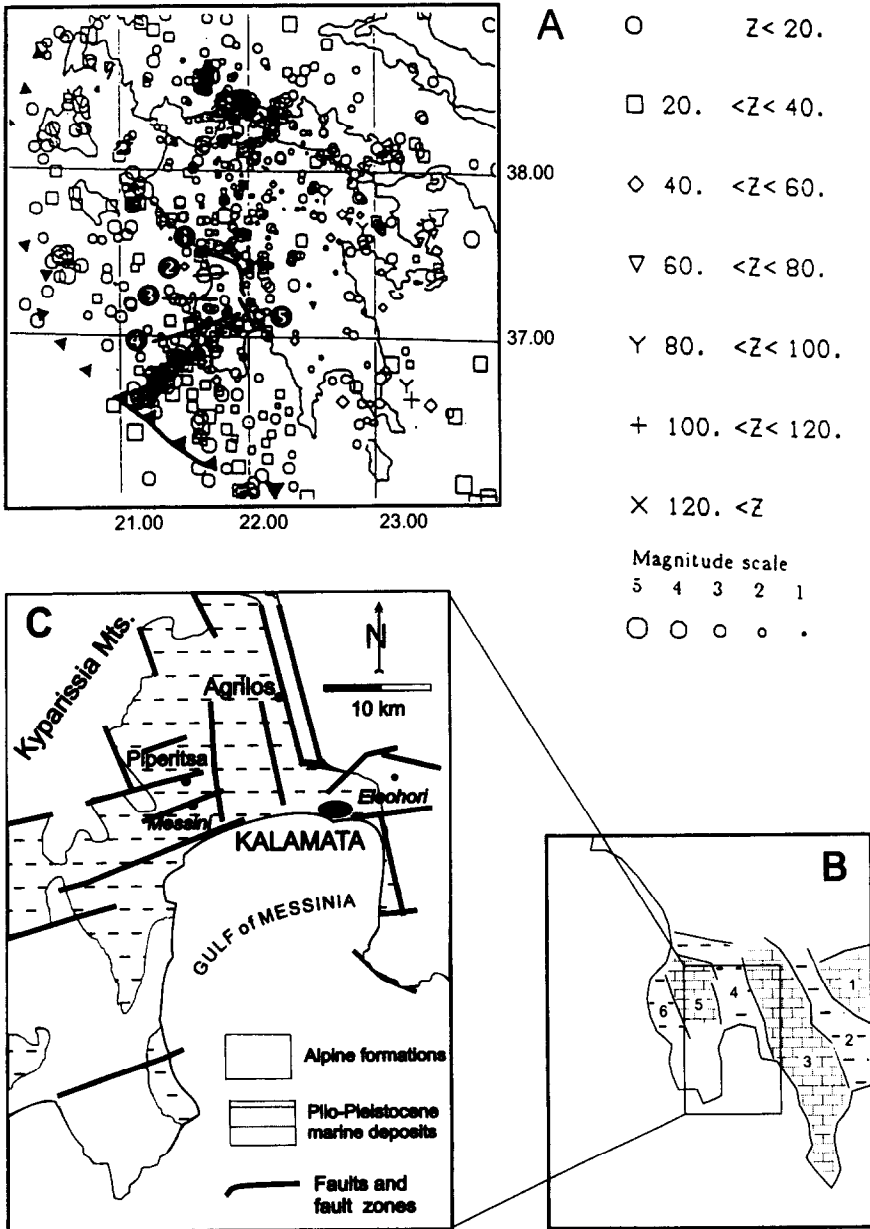 A
38.00
37.00
21.00 22.00 23.00
1
2
3
4
5
Z< 20.
20. <Z< 40.
40. <Z< 60.
60. <Z< 80.
80. <Z< 100.
100. <Z< 120.
120. <Z
Magnitude scale
5 4 3 2 1
C
N
10 km
Kyparissia Mts.
Agrilos
Piperitsa
Messini
Eleohori
KALAMATA
GULF of MESSINIA
Alpine formations
Plio-Pleistocene
marine deposits
Faults and
fault zones
B
1
2
3
4
5
6